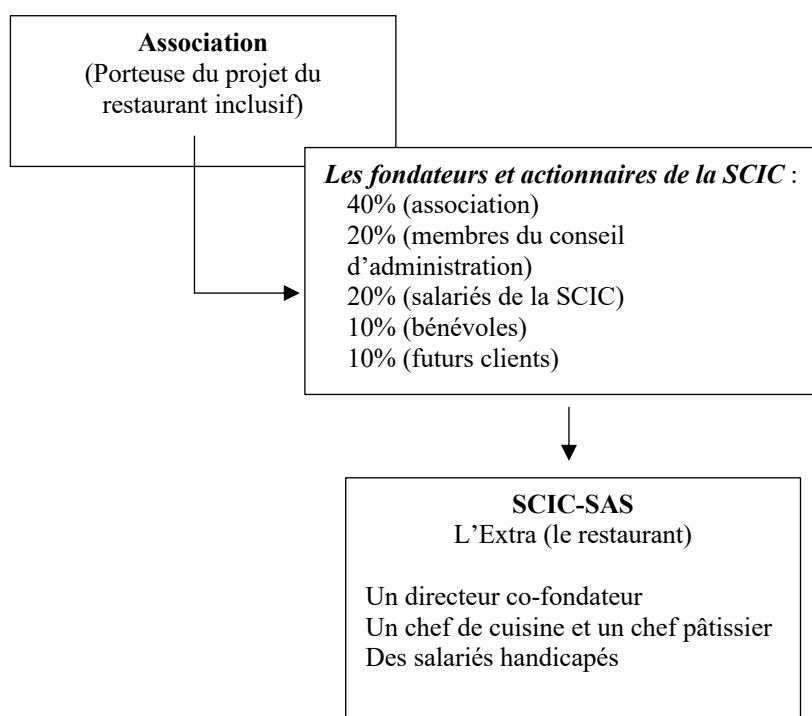 Association
(Porteuse du projet du
restaurant inclusif)
Les fondateurs et actionnaires de la SCIC :
40% (association)
20% (membres du conseil
d’administration)
20% (salariés de la SCIC)
10% (bénévoles)
10% (futurs clients)
SCIC-SAS
L’Extra (le restaurant)
Un directeur co-fondateur
Un chef de cuisine et un chef pâtissier
Des salariés handicapés